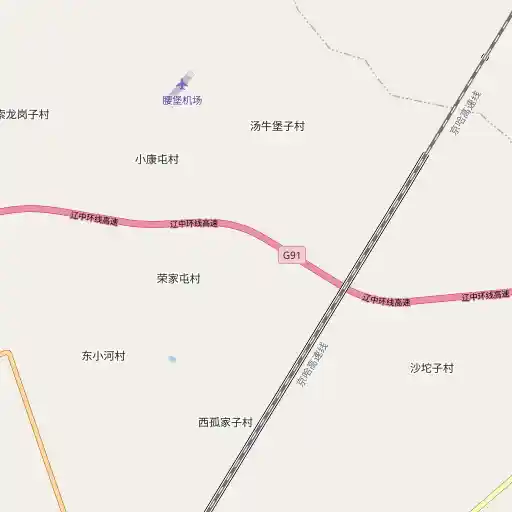 腰堡机场
索龙岗子村
汤牛堡子村
京哈高速线
小康屯村
辽中环线高速
辽中环线高速
G91
荣家屯村
辽中环线高速
辽中环线高速
东小河村
京哈高速线
沙坨子村
西孤家子村